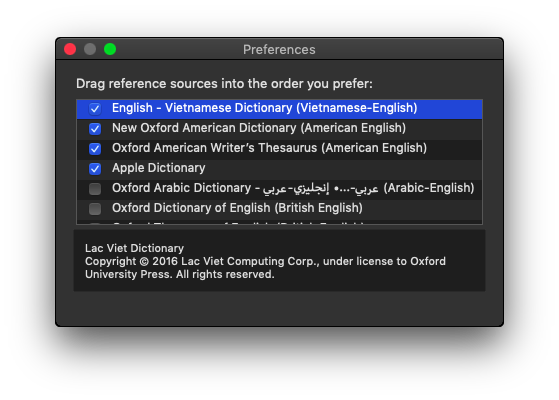 Preferences
Drag reference sources into the order you prefer:
English - Vietnamese Dictionary (Vietnamese-English)
New Oxford American Dictionary (American English)
Oxford American Writer's Thesaurus (American English)
Apple Dictionary
Oxford Arabic Dictionary - عربي-إنجليزي • ...-عربي (Arabic-English)
Oxford Dictionary of English (British English)
Lac Viet Dictionary
Copyright © 2016 Lac Viet Computing Corp., under license to Oxford
University Press. All rights reserved.